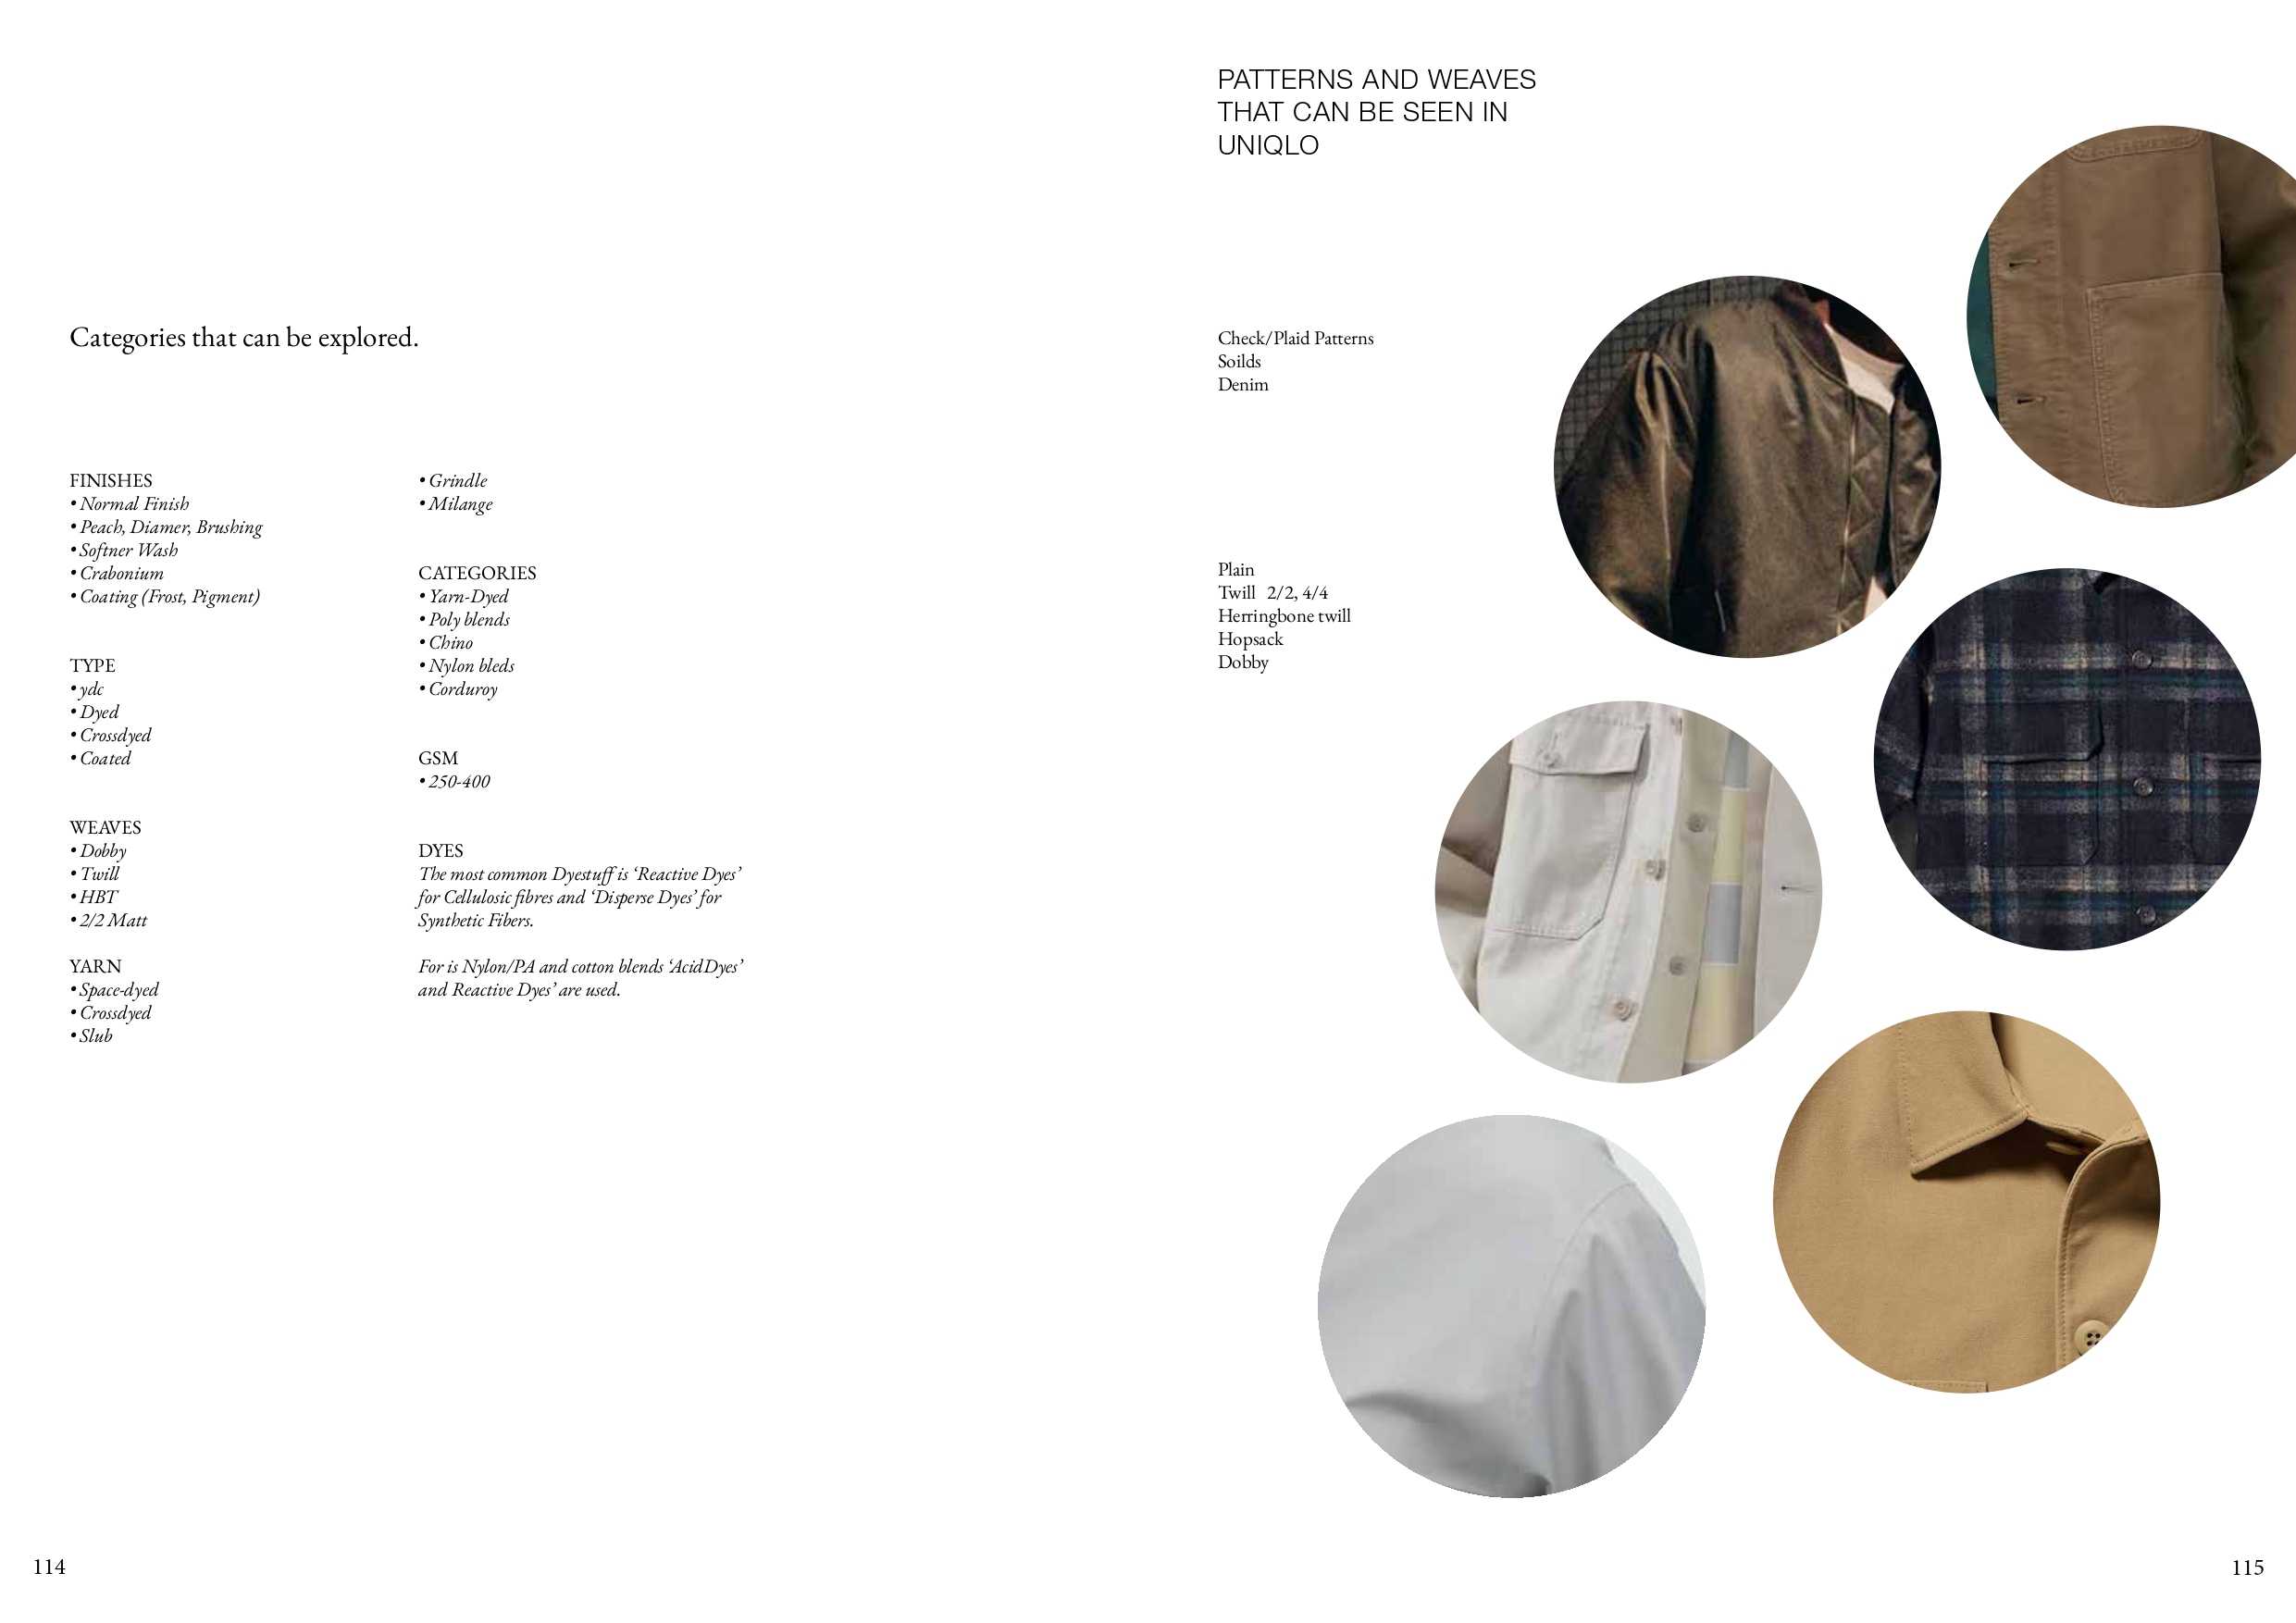 Categories that can be explored.
FINISHES
• Normal Finish
• Peach, Diamer, Brushing
• Softner Wash
• Crabonium
• Coating (Frost, Pigment)
TYPE
• ydc
• Dyed
• Crossdyed
• Coated
WEAVES
• Dobby
• Twill
• HBT
• 2/2 Matt
YARN
• Space-dyed
• Crossdyed
• Slub
• Grindle
• Milange
CATEGORIES
• Yarn-Dyed
• Poly blends
• Chino
• Nylon bleds
• Corduroy
GSM
• 250-400
DYES
The most common Dyestuff is ‘Reactive Dyes’
for Cellulosic fibres and ‘Disperse Dyes’ for
Synthetic Fibers.
For is Nylon/PA and cotton blends ‘Acid Dyes’
and Reactive Dyes’ are used.
114
PATTERNS AND WEAVES
THAT CAN BE SEEN IN
UNIQLO
Check/Plaid Patterns
Soilds
Denim
Plain
Twill 2/2, 4/4
Herringbone twill
Hopsack
Dobby
115